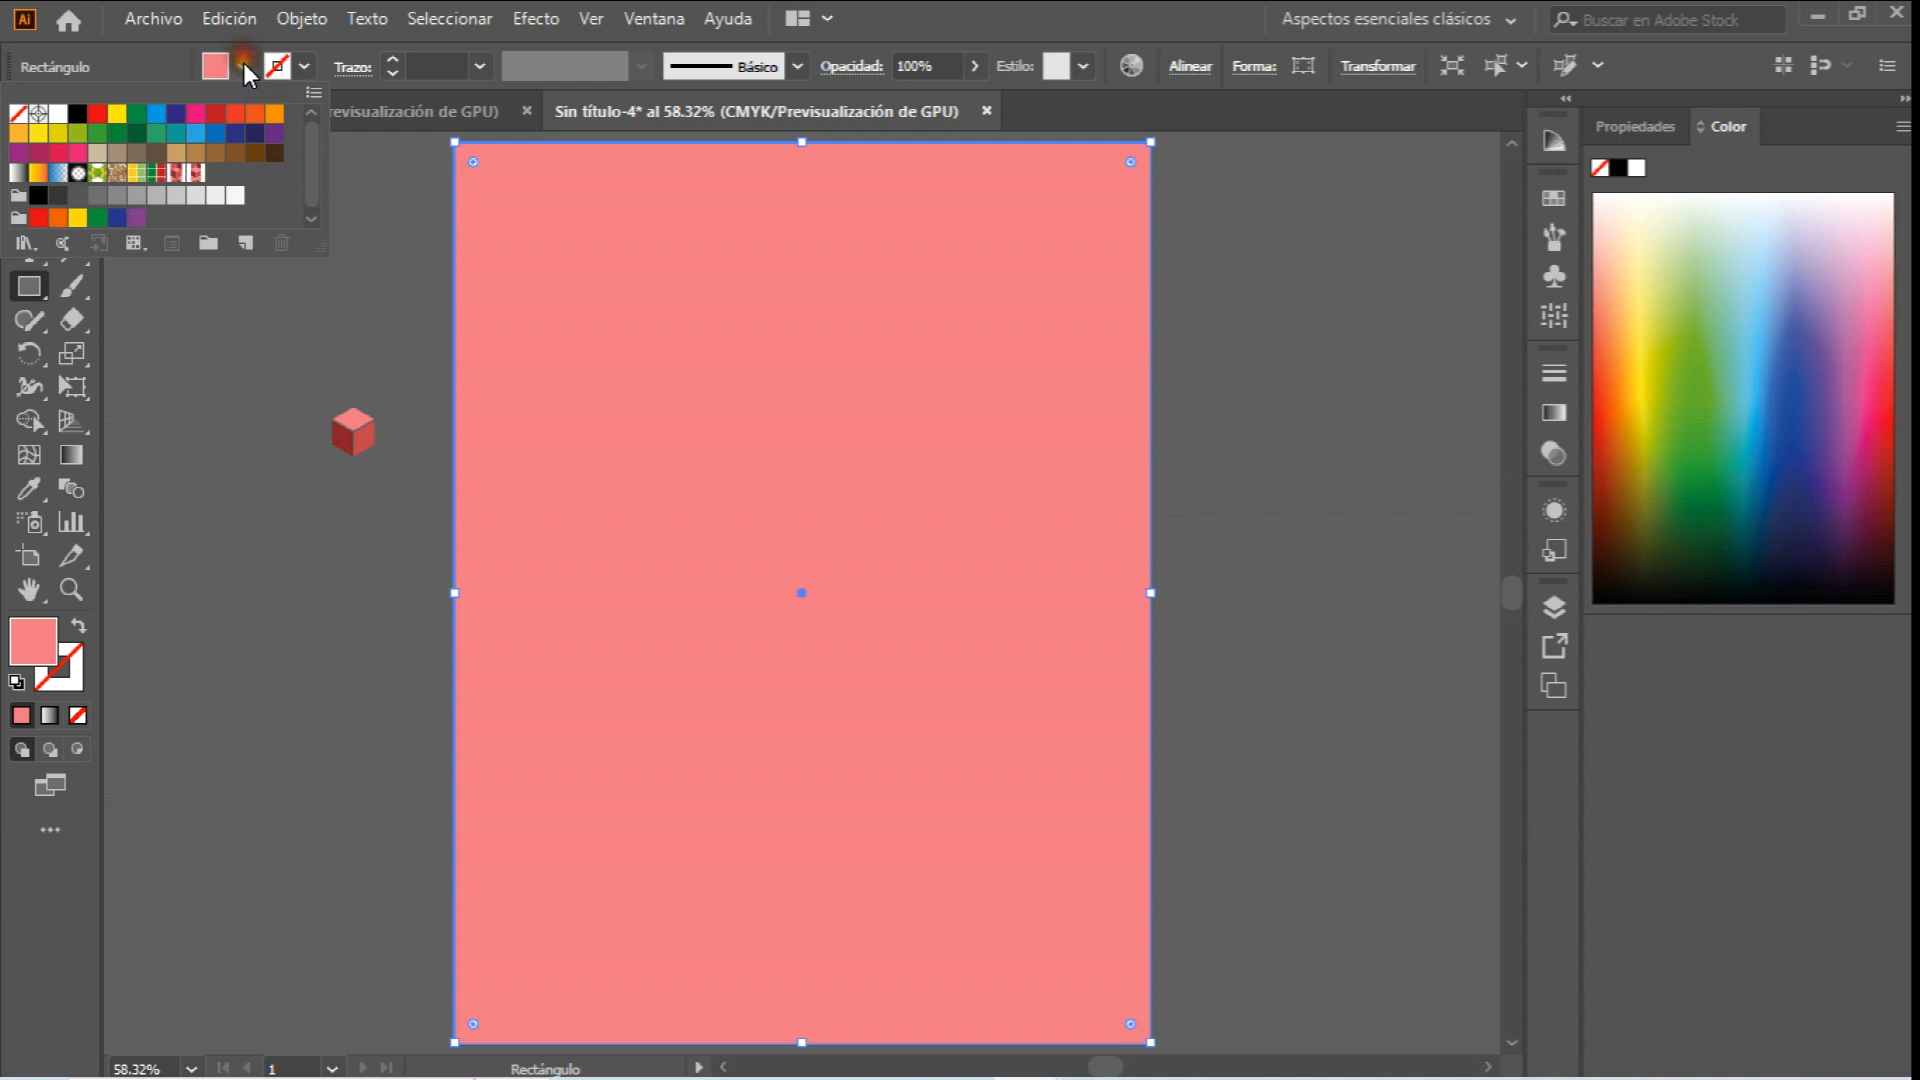 Ai Archivo Edición Objeto Texto Seleccionar Efecto Ver Ventana Ayuda Aspectos esenciales clásicos Buscar en Adobe Stock
Rectángulo Trazo: Básico Opacidad: 100% Estilo: Alinear Forma: Transformar
revisualización de GPU) × Sin título-4* al 58.32% (CMYK/Previsualización de GPU) ×
Propiedades Color
58.32% 1 Rectángulo